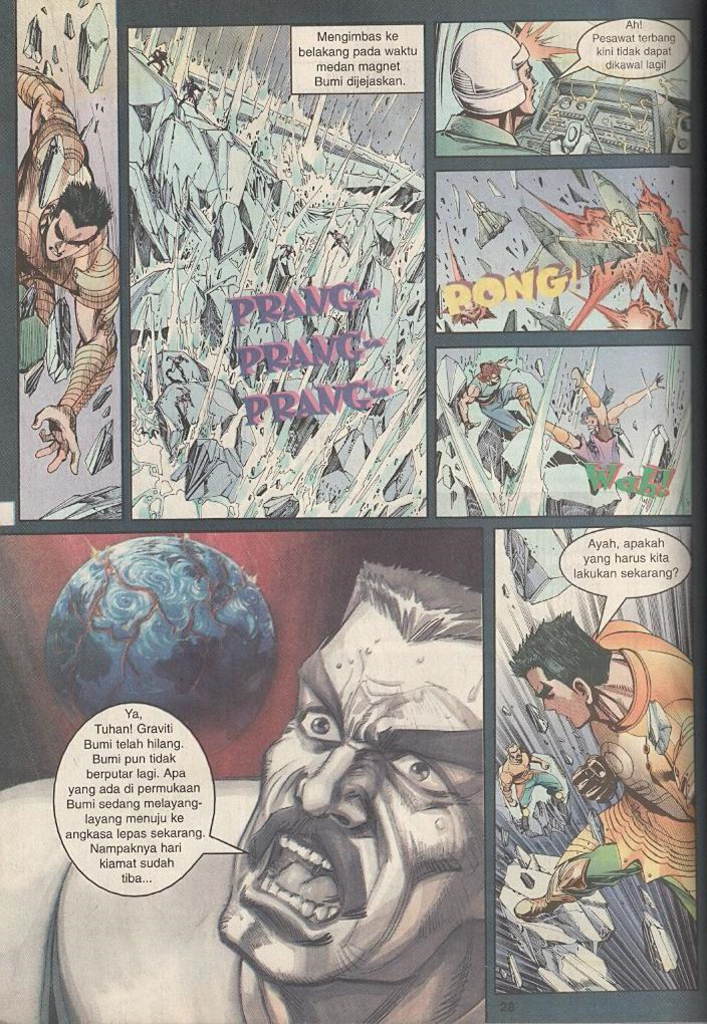 Mengimbas ke
belakang pada waktu
medan magnet
Bumi dijejaskan.
PRANG~
PRANG~
PRANG~
Ah!
Pesawat terbang
kini tidak dapat
dikawal lagi!
PONG!
Wah!
Ya,
Tuhan! Graviti
Bumi telah hilang.
Bumi pun tidak
berputar lagi. Apa
yang ada di permukaan
Bumi sedang melayang-
layang menuju ke
angkasa lepas sekarang.
Nampaknya hari
kiamat sudah
tiba...
Ayah, apakah
yang harus kita
lakukan sekarang?
28